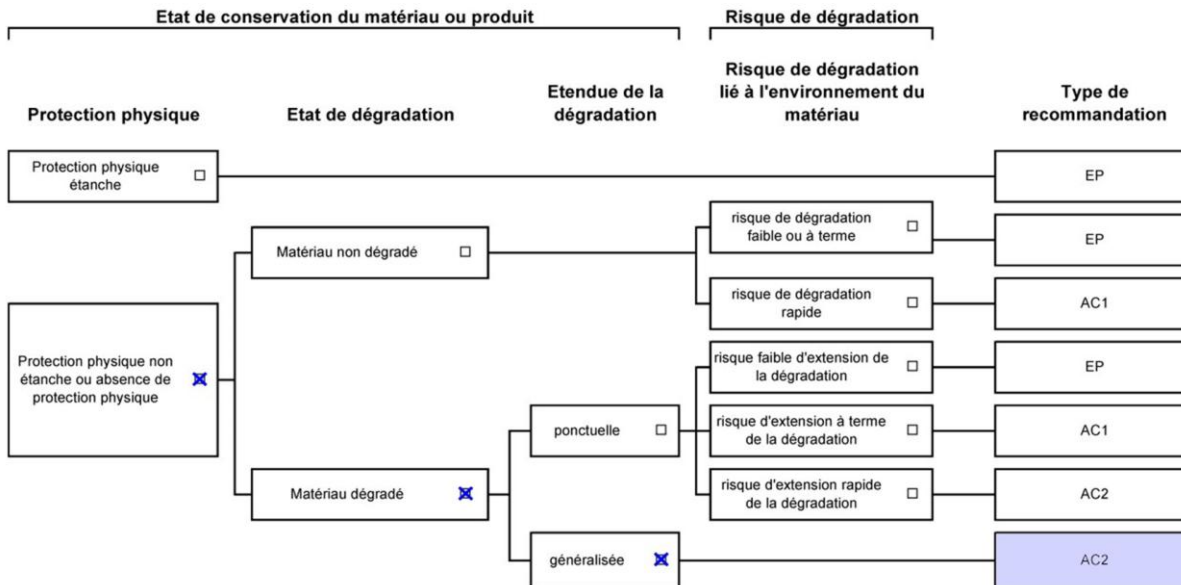 Etat de conservation du matériau ou produit
Risque de dégradation
Protection physique
Etat de dégradation
Etendue de la
dégradation
Risque de dégradation
lié à l'environnement du
matériau
Type de
recommandation
Protection physique
étanche
EP
Matériau non dégradé
risque de dégradation
faible ou à terme
EP
risque de dégradation
rapide
AC1
Protection physique non
étanche ou absence de
protection physique
risque faible d'extension de
la dégradation
EP
ponctuelle
risque d'extension à terme
de la dégradation
AC1
Matériau dégradé
risque d'extension rapide
de la dégradation
AC2
généralisée
AC2